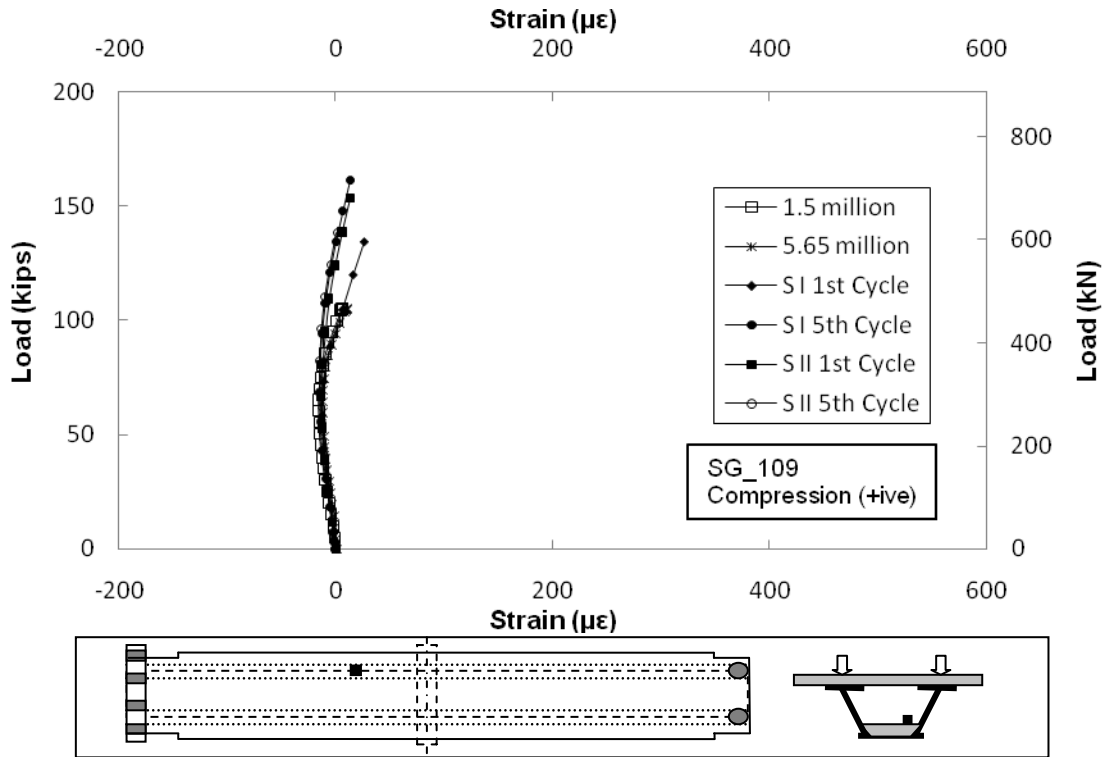 Strain (µε)
-200 0 200 400 600
200
150
100
50
0
Load (kips)
800
600
400
200
0
Load (kN)
1.5 million
5.65 million
S I 1st Cycle
S I 5th Cycle
S II 1st Cycle
S II 5th Cycle
SG_109
Compression (+ive)
-200 0 200 400 600
Strain (µε)